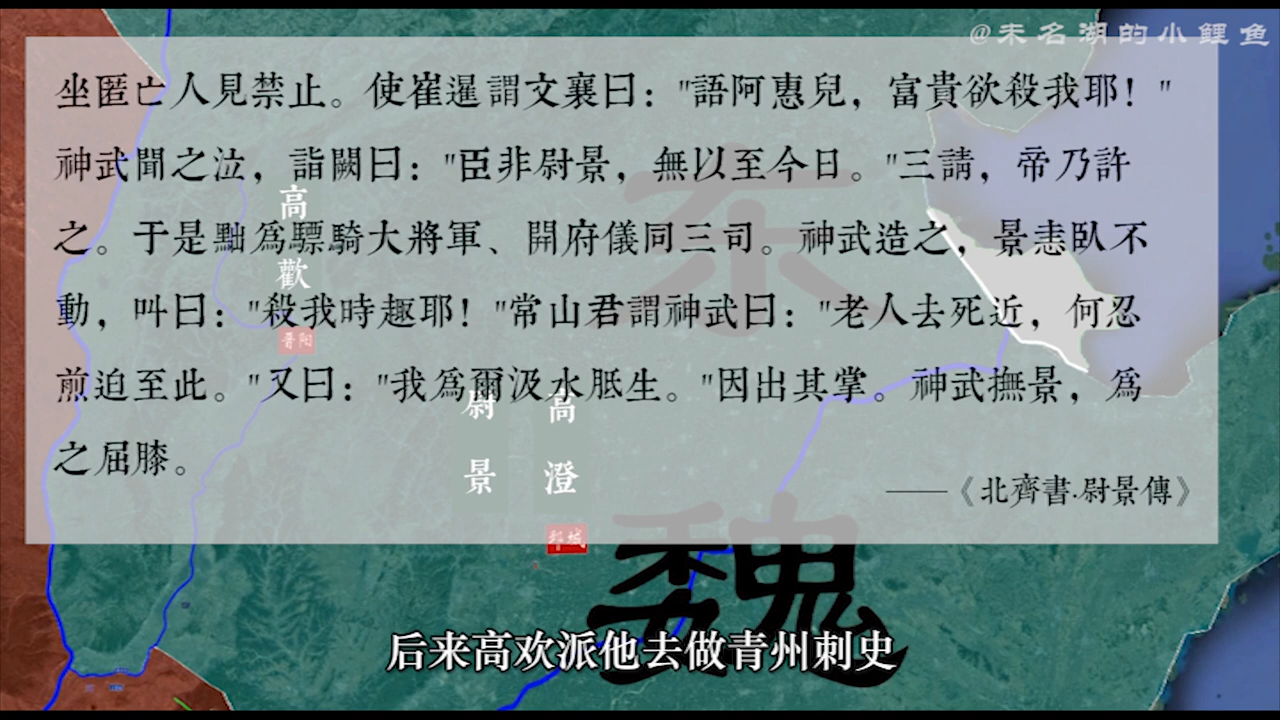 @未名湖的小鲤鱼
坐匿亡人見禁止。使崔暹謂文襄曰："語阿惠兒，富貴欲殺我耶！"
神武聞之泣，詣闕曰："臣非尉景，無以至今日。"三請，帝乃許
之。于是黜爲驃騎大將軍、開府儀同三司。神武造之，景恚臥不
動，叫曰："殺我時趣耶！"常山君謂神武曰："老人去死近，何忍
煎迫至此。"又曰："我爲爾汲水胝生。"因出其掌。神武撫景，爲
之屈膝。
——《北齊書·尉景傳》
东
高歡
晋阳
尉景
高澄
邺城
魏
后来高欢派他去做青州刺史